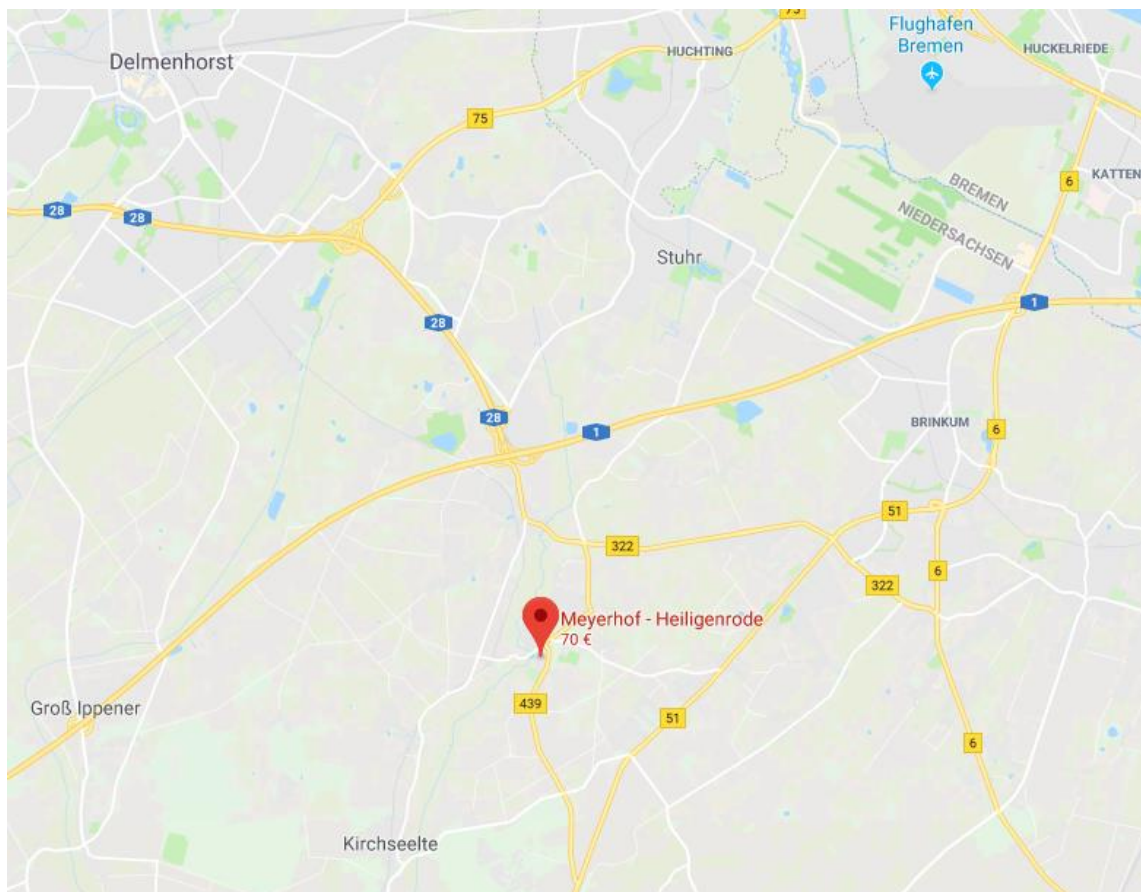 75
Flughafen
Bremen
HUCHTING
HUCKELRIEDE
Delmenhorst
75
6
KATTEN
BREMEN
28
28
NIEDERSACHSEN
Stuhr
1
28
28
1
BRINKUM
6
51
322
6
322
Meyerhof - Heiligenrode
70 €
439
Groß Ippener
51
6
Kirchseelte